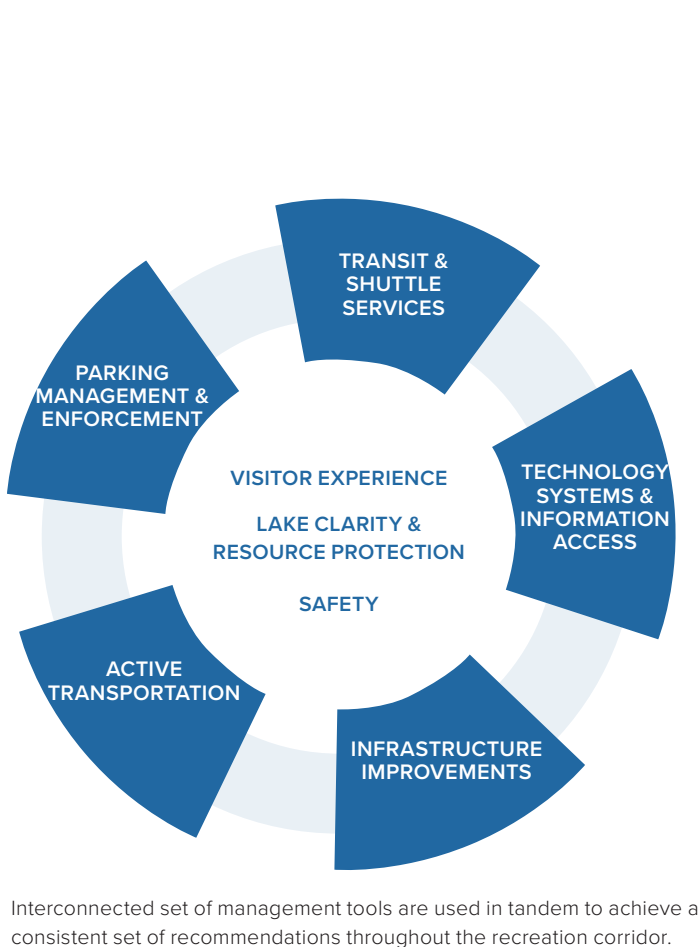 TRANSIT &
SHUTTLE
SERVICES
PARKING
MANAGEMENT &
ENFORCEMENT
TECHNOLOGY
SYSTEMS &
INFORMATION
ACCESS
VISITOR EXPERIENCE
LAKE CLARITY &
RESOURCE PROTECTION
SAFETY
ACTIVE
TRANSPORTATION
INFRASTRUCTURE
IMPROVEMENTS
Interconnected set of management tools are used in tandem to achieve a
consistent set of recommendations throughout the recreation corridor.